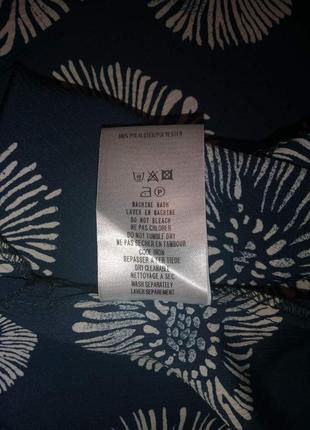 100% POLYESTER/POLYESTER
P
MACHINE WASH
LAVER EN MACHINE
DO NOT BLEACH
NE PAS CHLORER
DO NOT TUMBLE DRY
NE PAS SECHER EN TAMBOUR
COOL IRON
REPASSER A FER TIEDE
DRY CLEANABLE
NETTOYAGE A SEC
WASH SEPARATELY
LAVER SEPAREMENT